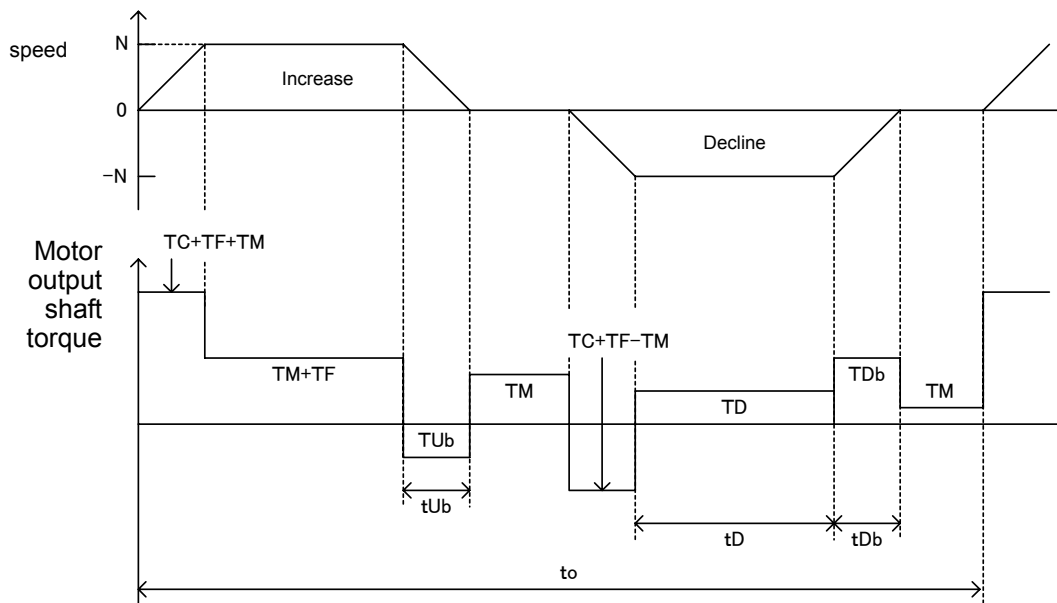 speed
N
Increase
0
Decline
−N
TC+TF+TM
Motor
output
shaft
torque
TC+TF−TM
TM+TF
TM
TD
TDb
TM
TUb
tUb
tD
tDb
to